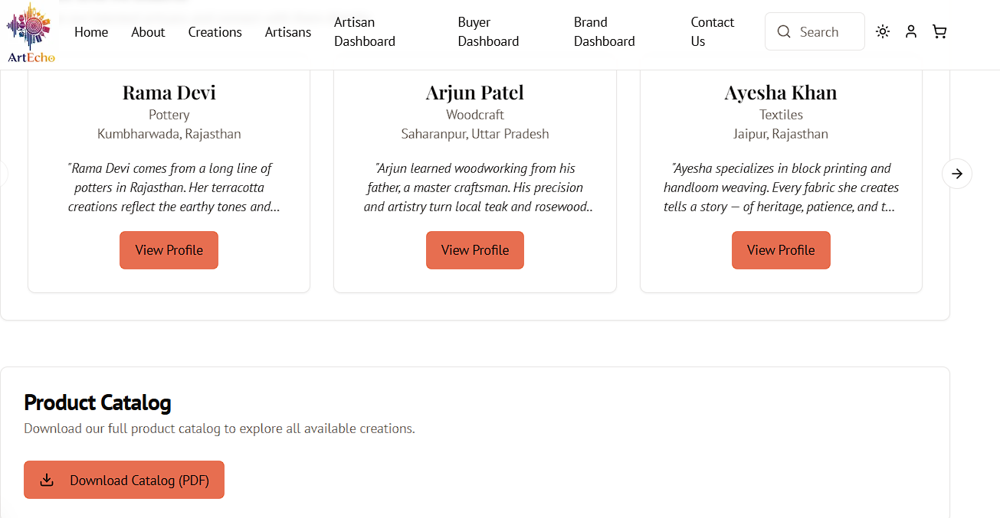 ArtEcho
Home
About
Creations
Artisans
Artisan
Dashboard
Buyer
Dashboard
Brand
Dashboard
Contact
Us
Search
Rama Devi
Pottery
Kumbharwada, Rajasthan
"Rama Devi comes from a long line of
potters in Rajasthan. Her terracotta
creations reflect the earthy tones and...
View Profile
Arjun Patel
Woodcraft
Saharanpur, Uttar Pradesh
"Arjun learned woodworking from his
father, a master craftsman. His precision
and artistry turn local teak and rosewood..
View Profile
Ayesha Khan
Textiles
Jaipur, Rajasthan
"Ayesha specializes in block printing and
handloom weaving. Every fabric she creates
tells a story — of heritage, patience, and t...
View Profile
Product Catalog
Download our full product catalog to explore all available creations.
Download Catalog (PDF)